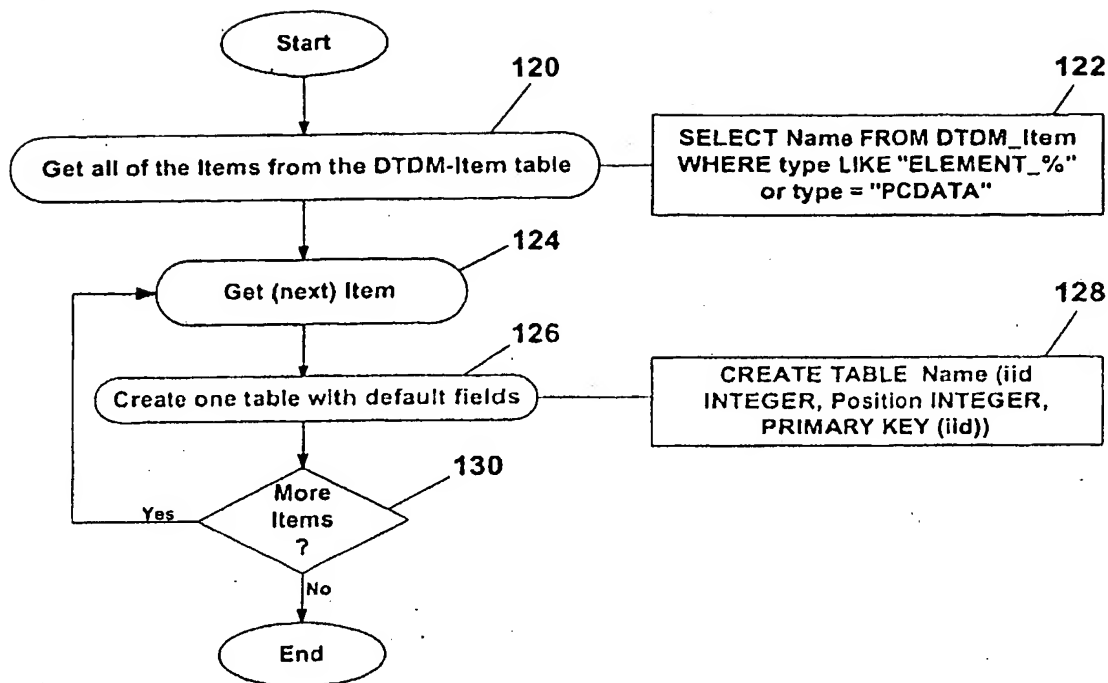 Start
120
Get all of the Items from the DTDM-Item table
122
SELECT Name FROM DTDM_Item
WHERE type LIKE "ELEMENT_%"
or type = "PCDATA"
124
Get (next) Item
126
Create one table with default fields
128
CREATE TABLE Name (iid
INTEGER, Position INTEGER,
PRIMARY KEY (iid))
130
More
Items
?
Yes
No
End